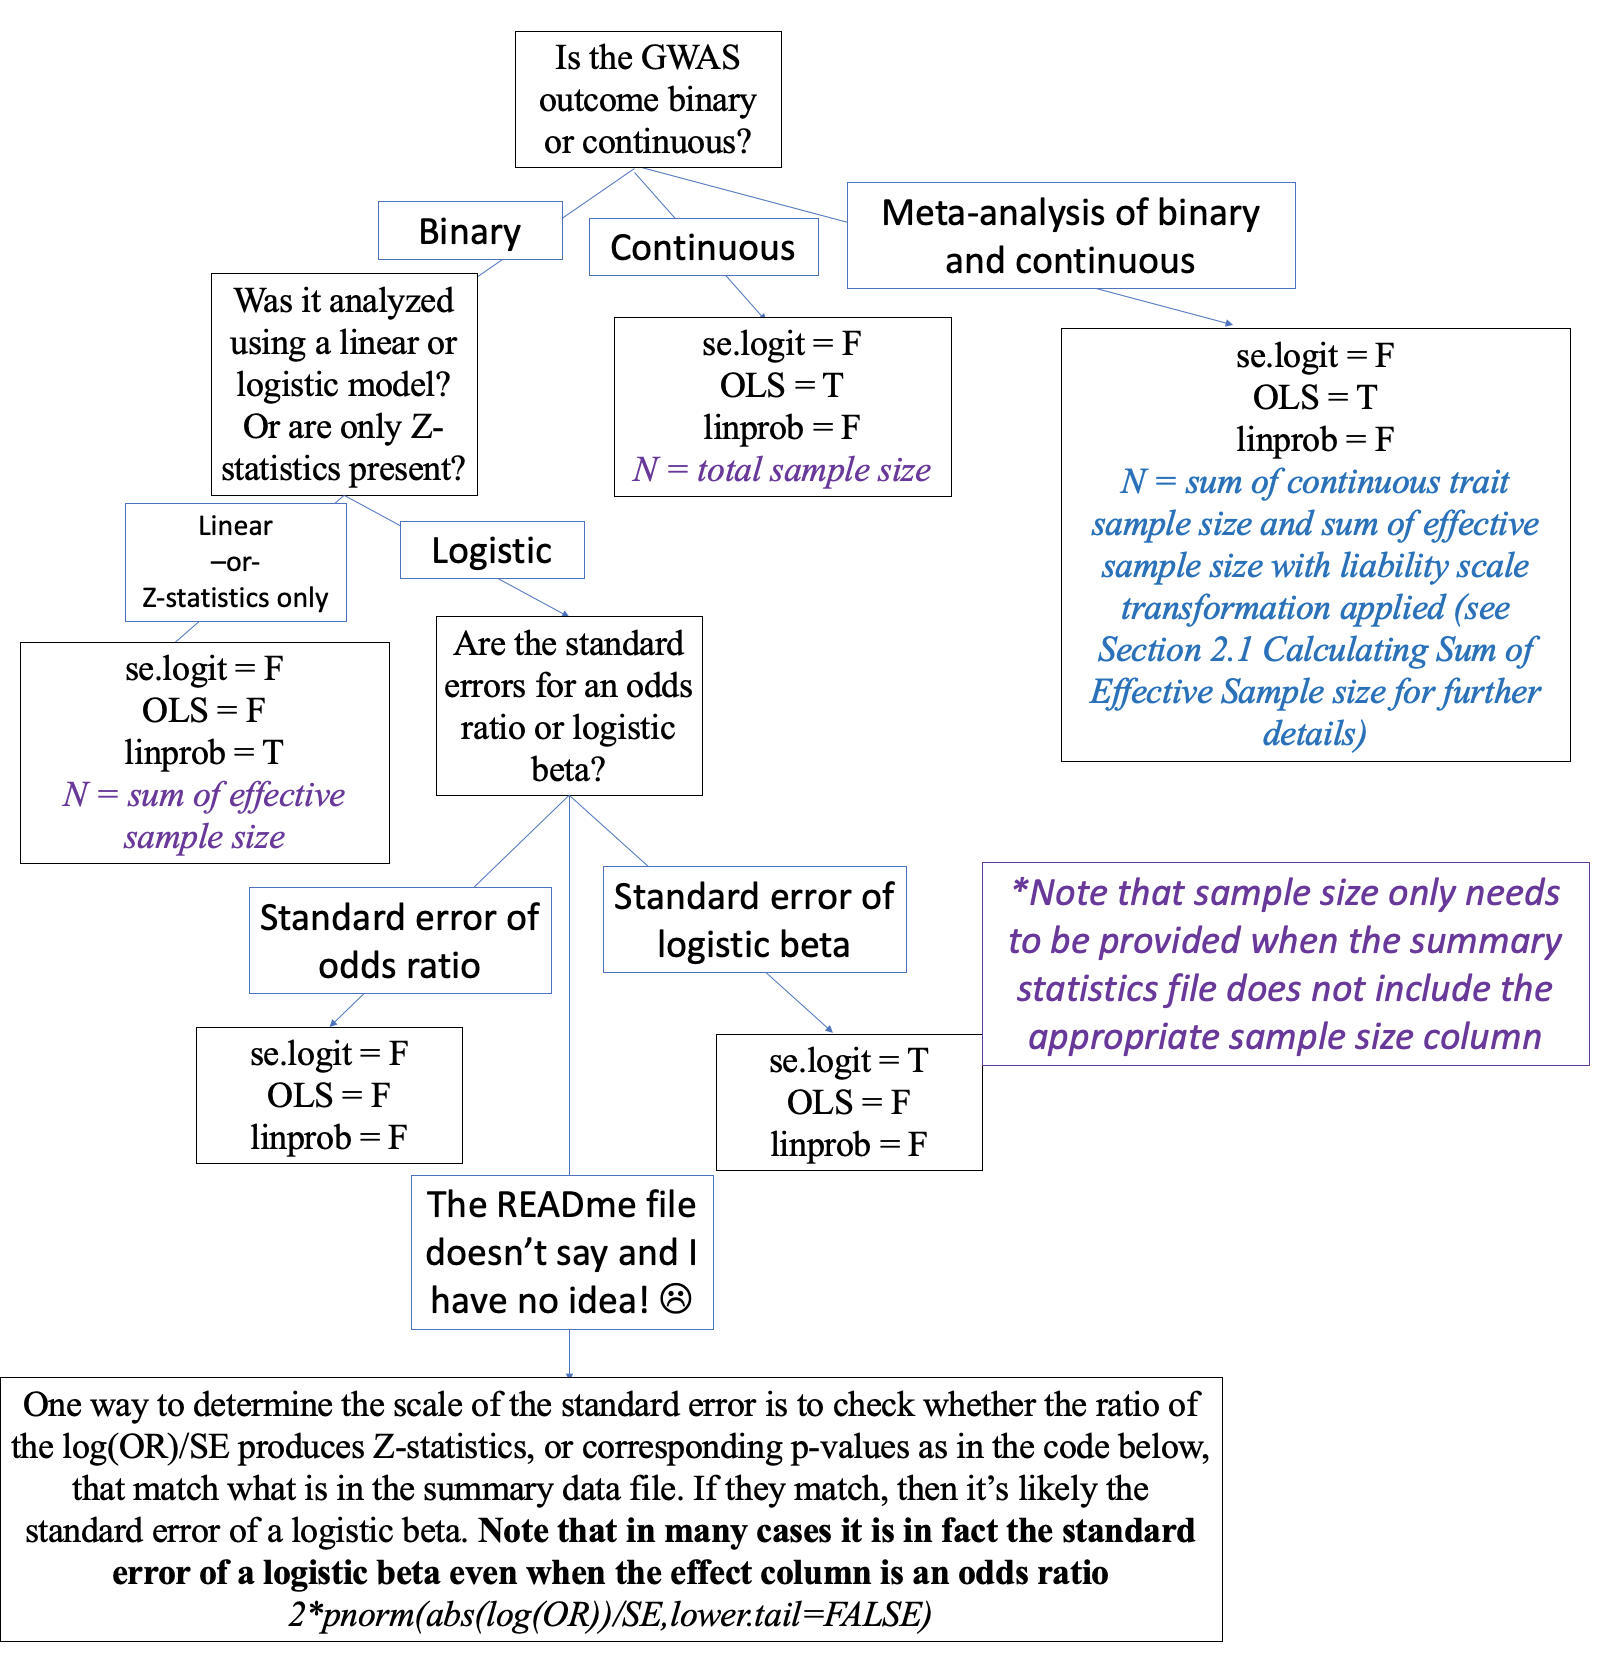 Is the GWAS
outcome binary
or continuous?
Binary
Continuous
Meta-analysis of binary
and continuous
Was it analyzed
using a linear or
logistic model?
Or are only Z-
statistics present?
se.logit = F
OLS = T
linprob = F
N = total sample size
se.logit = F
OLS = T
linprob = F
N = sum of continuous trait
sample size and sum of effective
sample size with liability scale
transformation applied (see
Section 2.1 Calculating Sum of
Effective Sample size for further
details)
Linear
–or-
Z-statistics only
Logistic
se.logit = F
OLS = F
linprob = T
N = sum of effective
sample size
Are the standard
errors for an odds
ratio or logistic
beta?
Standard error of
odds ratio
Standard error of
logistic beta
*Note that sample size only needs
to be provided when the summary
statistics file does not include the
appropriate sample size column
se.logit = F
OLS = F
linprob = F
se.logit = T
OLS = F
linprob = F
The READme file
doesn’t say and I
have no idea! ☹
One way to determine the scale of the standard error is to check whether the ratio of
the log(OR)/SE produces Z-statistics, or corresponding p-values as in the code below,
that match what is in the summary data file. If they match, then it’s likely the
standard error of a logistic beta. Note that in many cases it is in fact the standard
error of a logistic beta even when the effect column is an odds ratio
2*pnorm(abs(log(OR))/SE,lower.tail=FALSE)